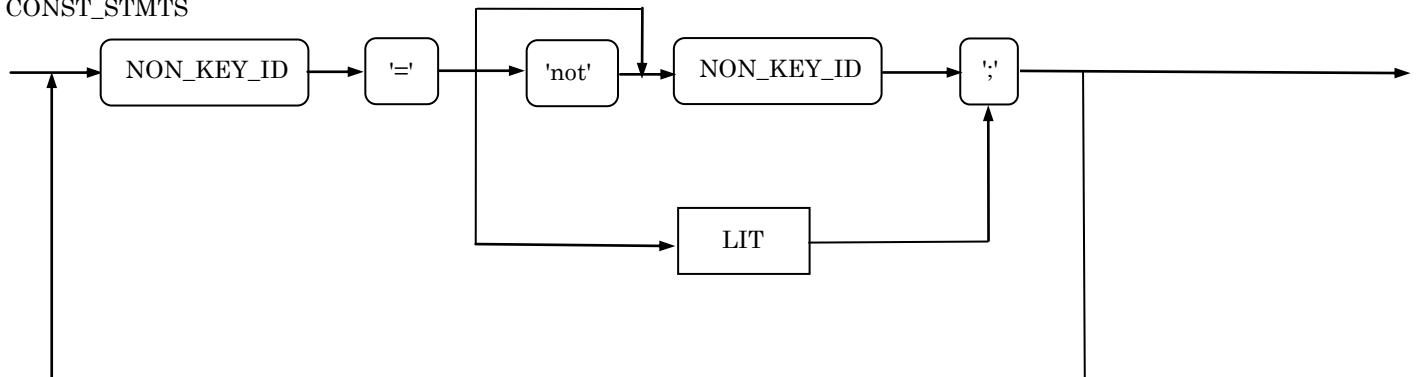 CONST_STMTS
NON_KEY_ID '=' 'not' NON_KEY_ID ';'
LIT